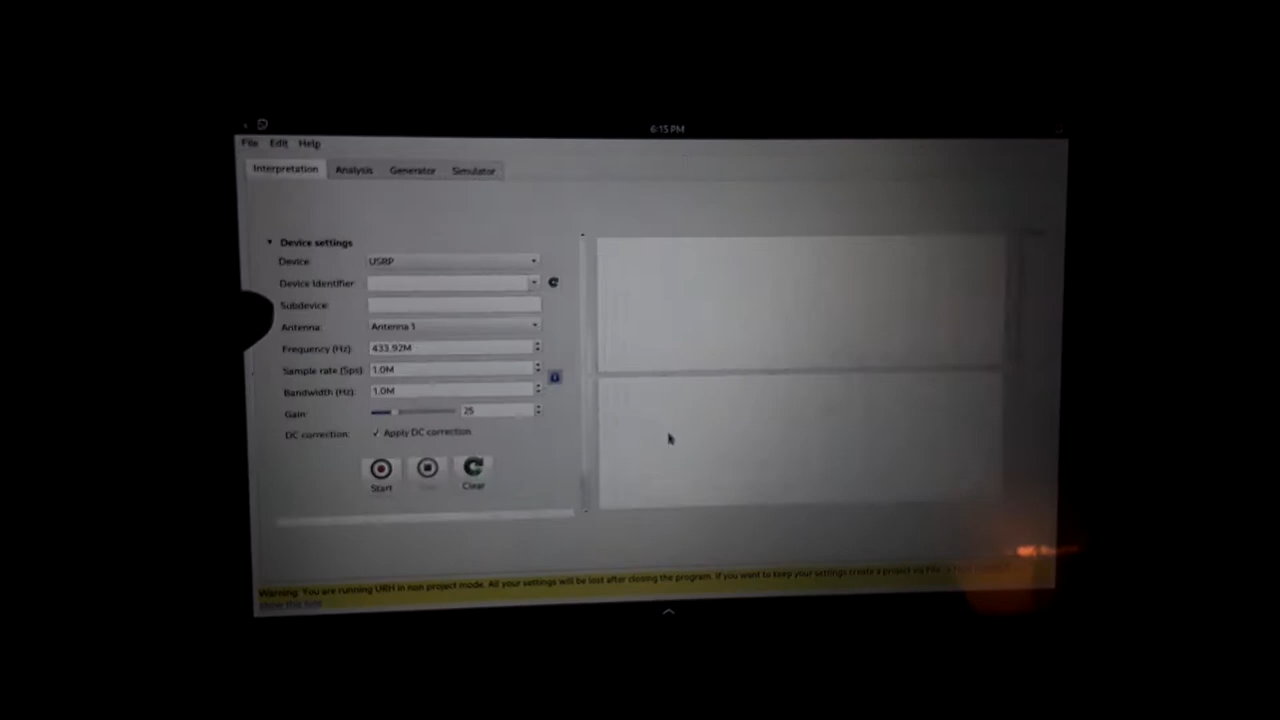 6:15 PM
File Edit Help
Interpretation Analysis Generator Simulator
Device settings
Device: USRP
Device Identifier:
Subdevice:
Antenna: Antenna 1
Frequency (Hz): 433.92M
Sample rate (Sps): 1.0M
Bandwidth (Hz): 1.0M
Gain: 25
DC correction: ✓ Apply DC correction
Start Clear
Warning: You are running URH in non project mode. All your settings will be lost after closing the program. If you want to keep your settings create a project via File